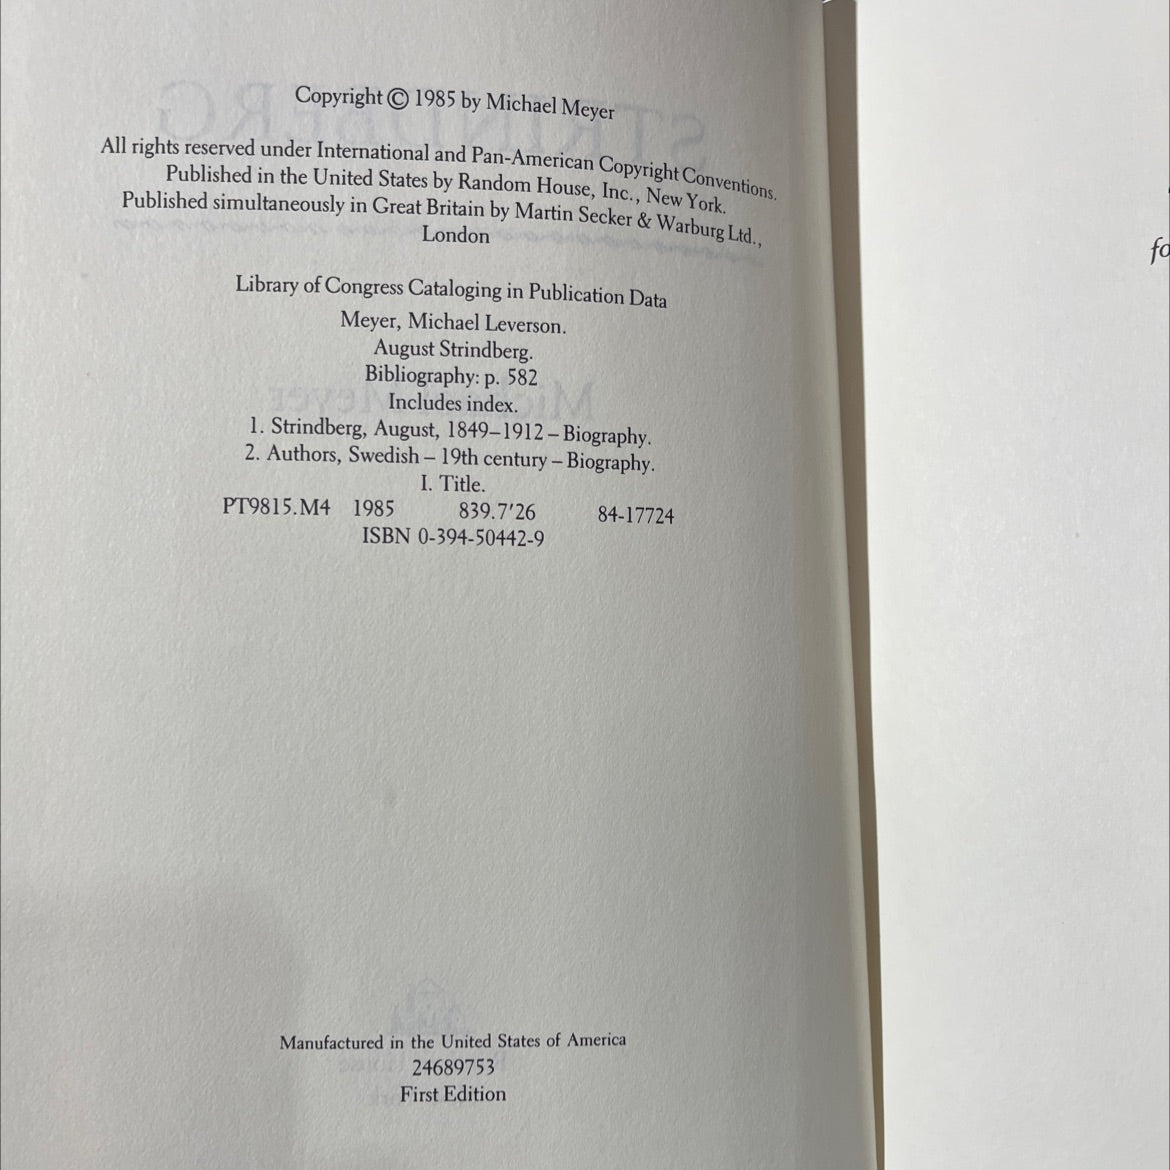 Copyright © 1985 by Michael Meyer
All rights reserved under International and Pan-American Copyright Conventions.
Published in the United States by Random House, Inc., New York.
Published simultaneously in Great Britain by Martin Secker & Warburg Ltd.,
London
Library of Congress Cataloging in Publication Data
Meyer, Michael Leverson.
August Strindberg.
Bibliography: p. 582
Includes index.
1. Strindberg, August, 1849–1912 – Biography.
2. Authors, Swedish – 19th century – Biography.
I. Title.
PT9815.M4 1985 839.7'26 84-17724
ISBN 0-394-50442-9
Manufactured in the United States of America
24689753
First Edition